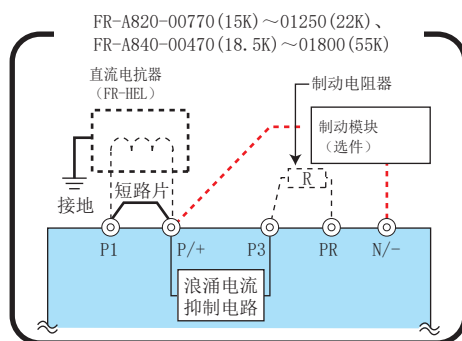 FR-A820-00770(15K)～01250(22K)、
FR-A840-00470(18.5K)～01800(55K)
直流电抗器
（FR-HEL）
制动电阻器
制动模块
（选件）
R
接地
短路片
P1
P/+
P3
PR
N/-
浪涌电流
抑制电路